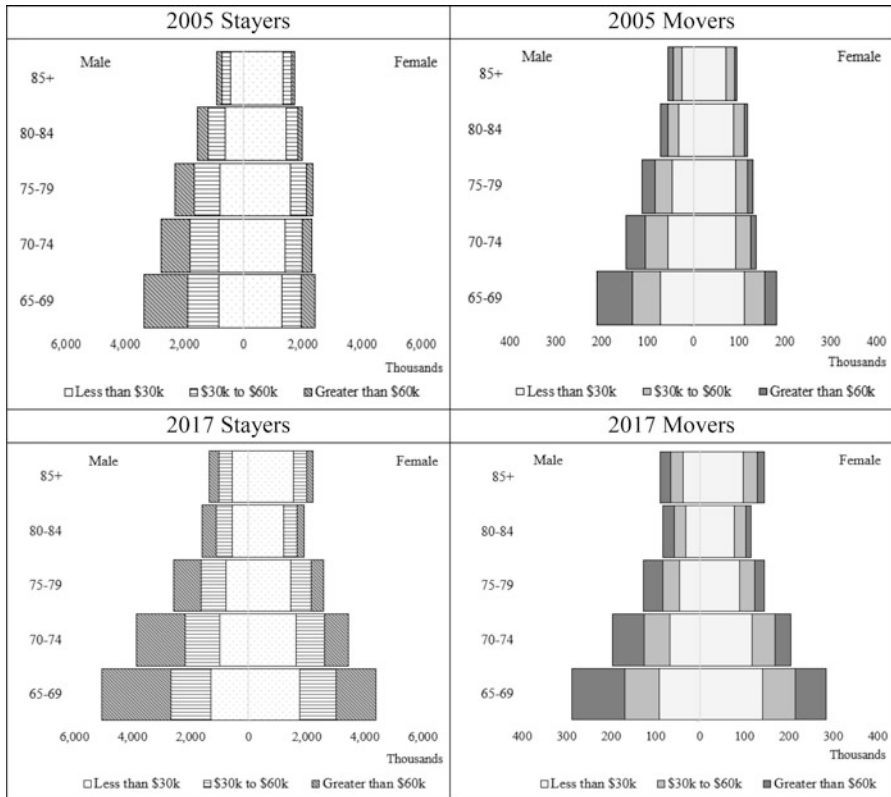 2005 Stayers
Male Female
85+
80-84
75-79
70-74
65-69
6,000 4,000 2,000 0 2,000 4,000 6,000
Thousands
Less than $30k $30k to $60k Greater than $60k
2005 Movers
Male Female
85+
80-84
75-79
70-74
65-69
400 300 200 100 0 100 200 300 400
Thousands
Less than $30k $30k to $60k Greater than $60k
2017 Stayers
Male Female
85+
80-84
75-79
70-74
65-69
6,000 4,000 2,000 0 2,000 4,000 6,000
Thousands
Less than $30k $30k to $60k Greater than $60k
2017 Movers
Male Female
85+
80-84
75-79
70-74
65-69
400 300 200 100 0 100 200 300 400
Thousands
Less than $30k $30k to $60k Greater than $60k